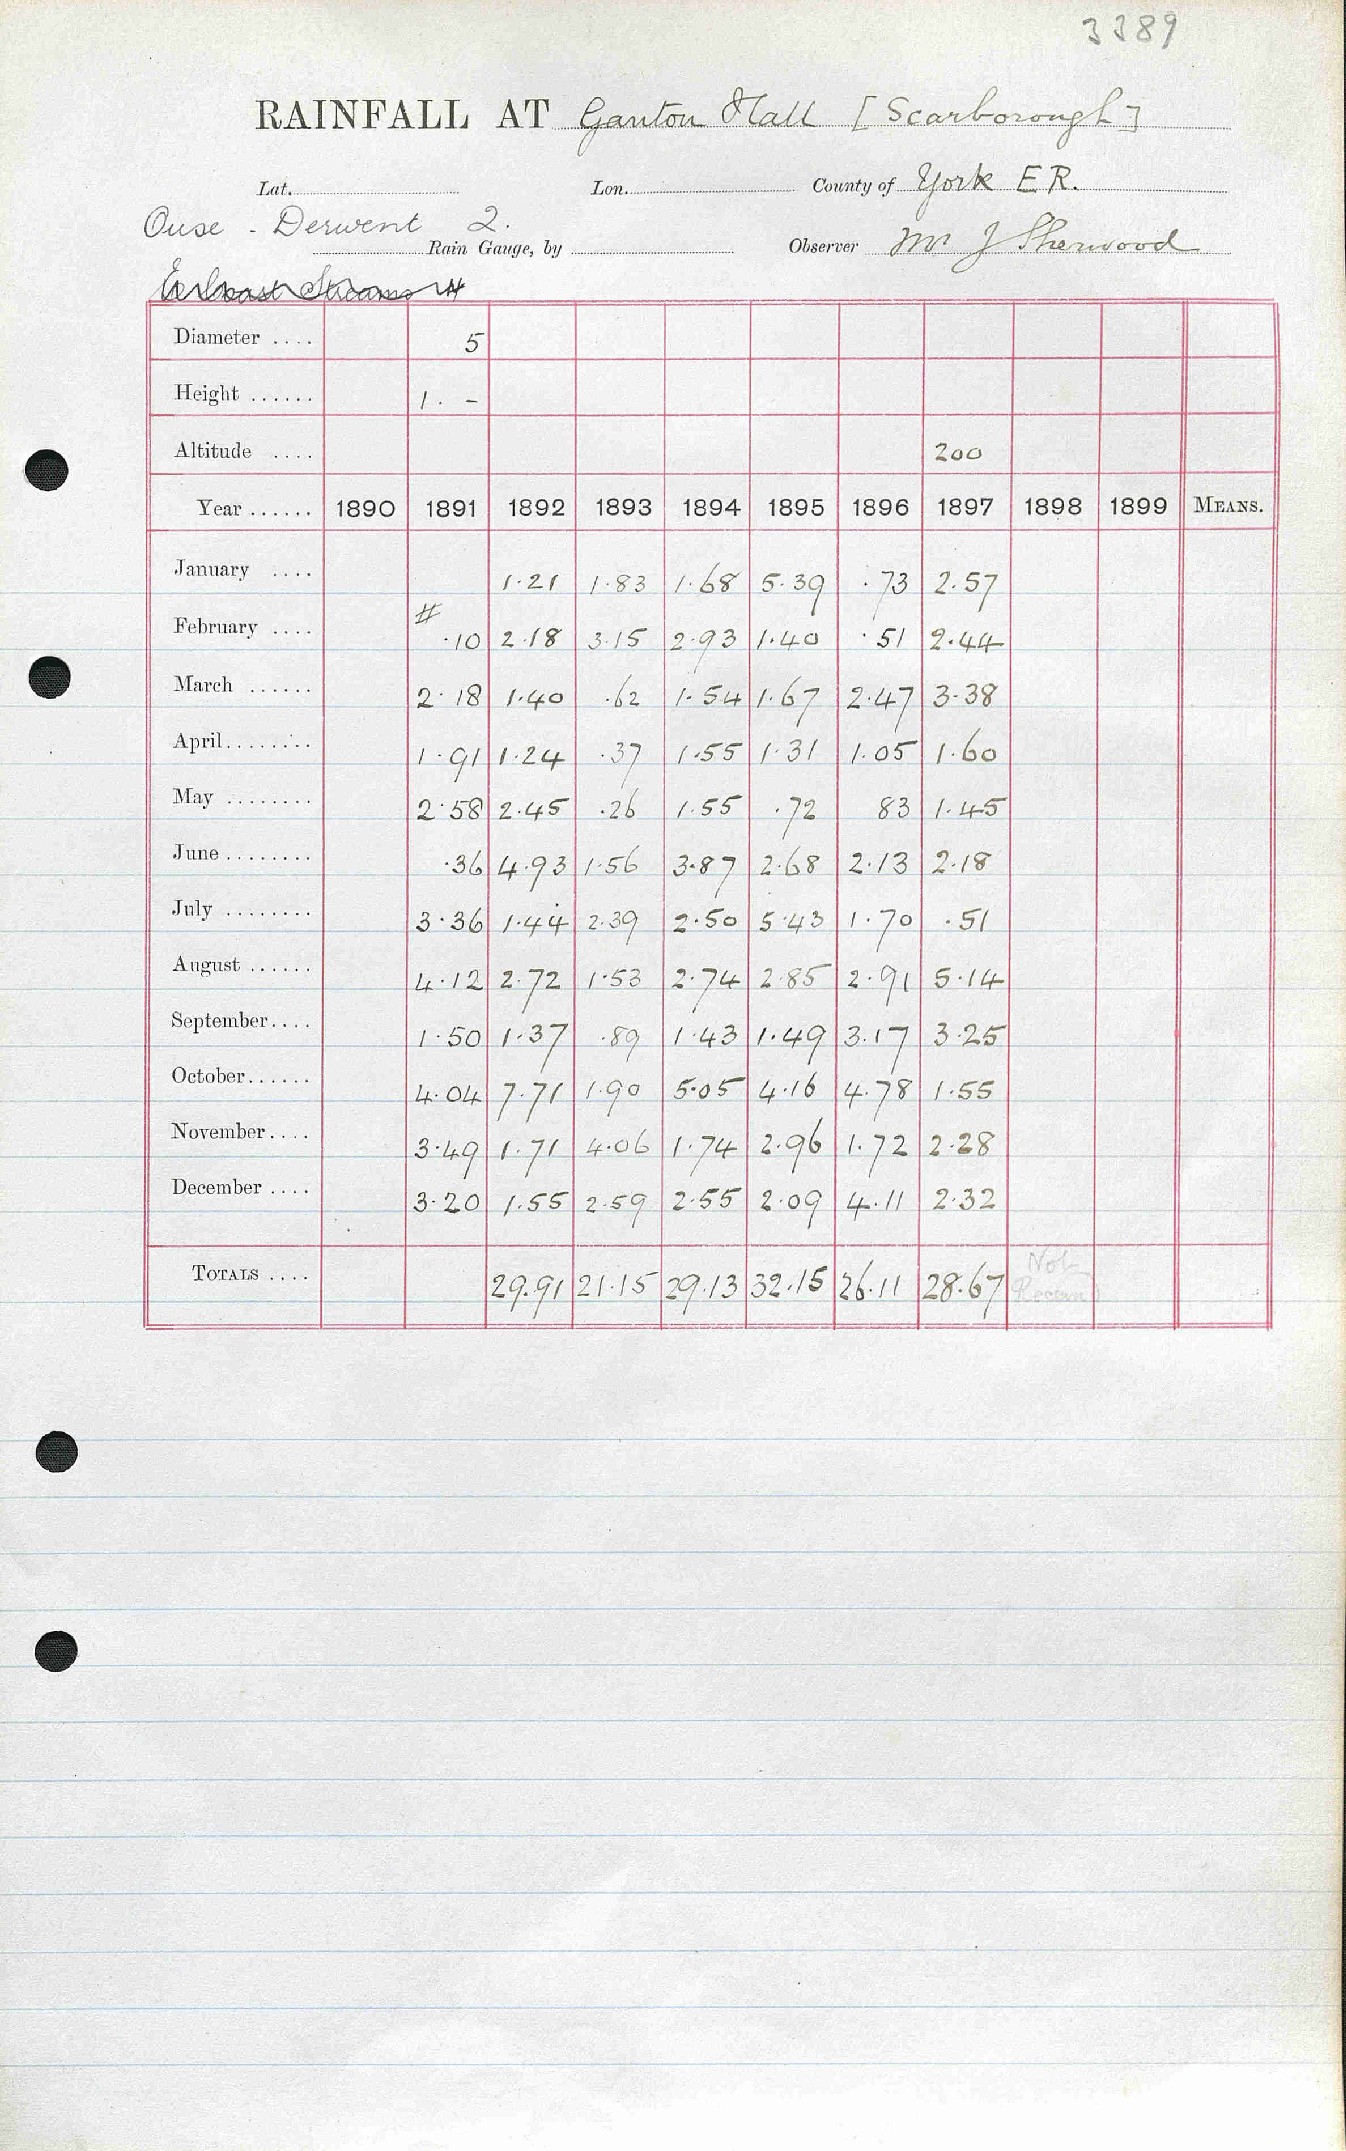 3389
RAINFALL AT Ganton Hall [Scarborough]
Lat. Lon. County of York E R.
Ouse - Derwent 2.
Rain Gauge, by Observer Mr J Sherwood
Diameter .... 5
Height ...... 1 . -
Altitude .... 200
Year ...... 1890 1891 1892 1893 1894 1895 1896 1897 1898 1899 MEANS.
January .... 1.21 1.83 1.68 5.39 .73 2.57
#
February .... .10 2.18 3.15 2.93 1.40 .51 2.44
March ...... 2.18 1.40 .62 1.54 1.67 2.47 3.38
April........ 1.91 1.24 .37 1.55 1.31 1.05 1.60
May ........ 2.58 2.45 .26 1.55 .72 83 1.45
June ........ .36 4.93 1.56 3.87 2.68 2.13 2.18
July ........ 3.36 1.44 2.39 2.50 5.43 1.70 .51
August ...... 4.12 2.72 1.53 2.74 2.85 2.91 5.14
September.... 1.50 1.37 .89 1.43 1.49 3.17 3.25
October...... 4.04 7.71 1.90 5.05 4.16 4.78 1.55
November.... 3.49 1.71 4.06 1.74 2.96 1.72 2.28
December .... 3.20 1.55 2.59 2.55 2.09 4.11 2.32
Not
TOTALS .... 29.91 21.15 29.13 32.15 26.11 28.67